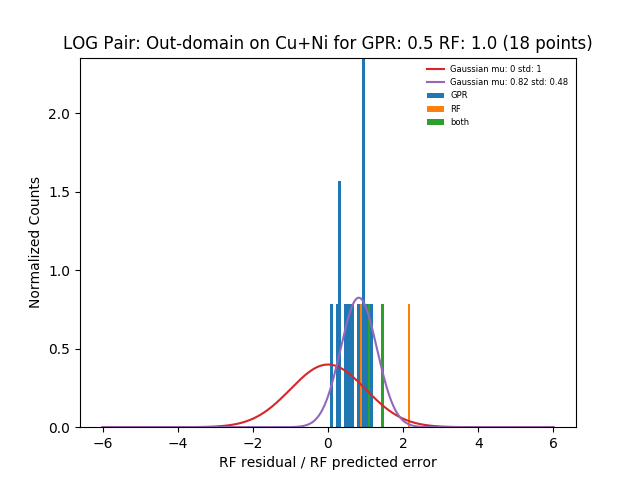 LOG Pair: Out-domain on Cu+Ni for GPR: 0.5 RF: 1.0 (18 points)
Gaussian mu: 0 std: 1
Gaussian mu: 0.82 std: 0.48
GPR
RF
both
Normalized Counts
2.0
1.5
1.0
0.5
0.0
−6 −4 −2 0 2 4 6
RF residual / RF predicted error